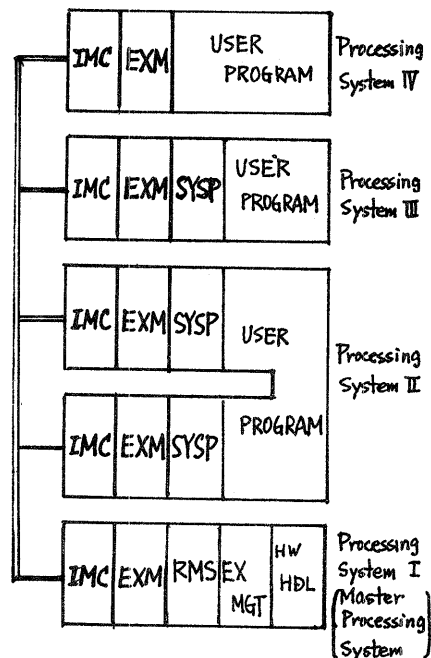 IMC EXM USER PROGRAM
Processing
System IV
IMC EXM SYSP USER PROGRAM
Processing
System III
IMC EXM SYSP
USER
PROGRAM
IMC EXM SYSP
Processing
System II
IMC EXM RMS EX MGT HW HDL
Processing
System I
(Master
Processing
System)